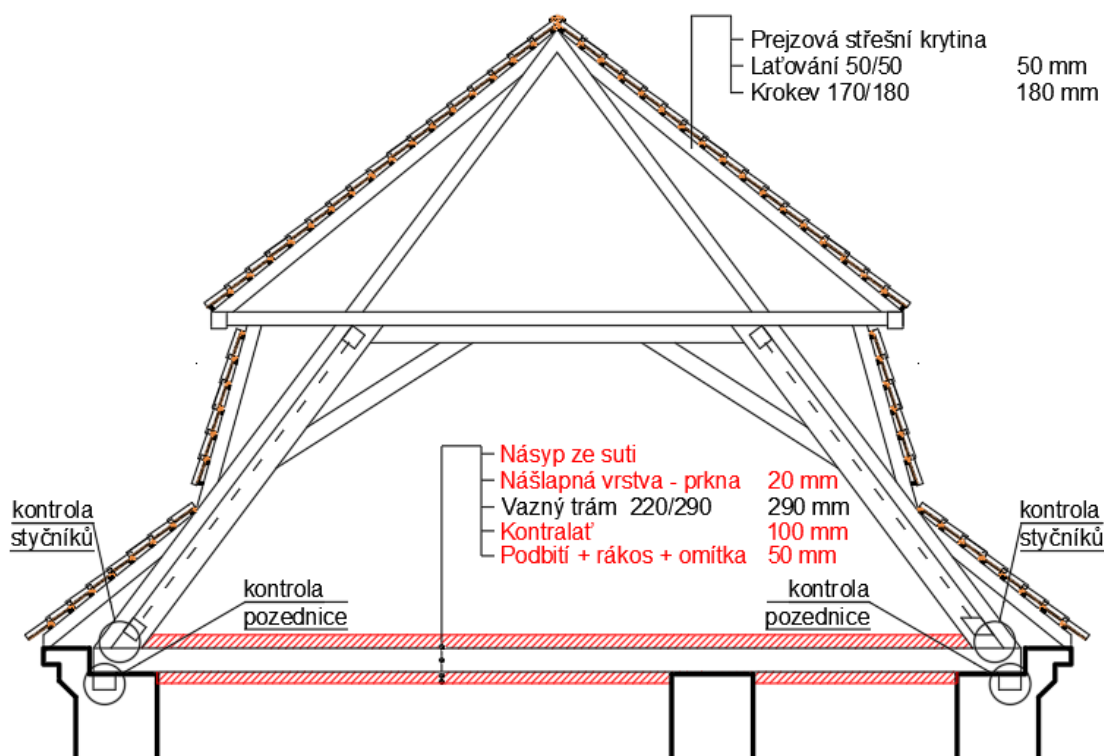 Prejzová střešní krytina
Laťování 50/50 50 mm
Krokev 170/180 180 mm
Násyp ze suti
Nášlapná vrstva - prkna 20 mm
Vazný trám 220/290 290 mm
Kontralať 100 mm
Podbití + rákos + omítka 50 mm
kontrola
styčníků
kontrola
styčníků
kontrola
pozednice
kontrola
pozednice